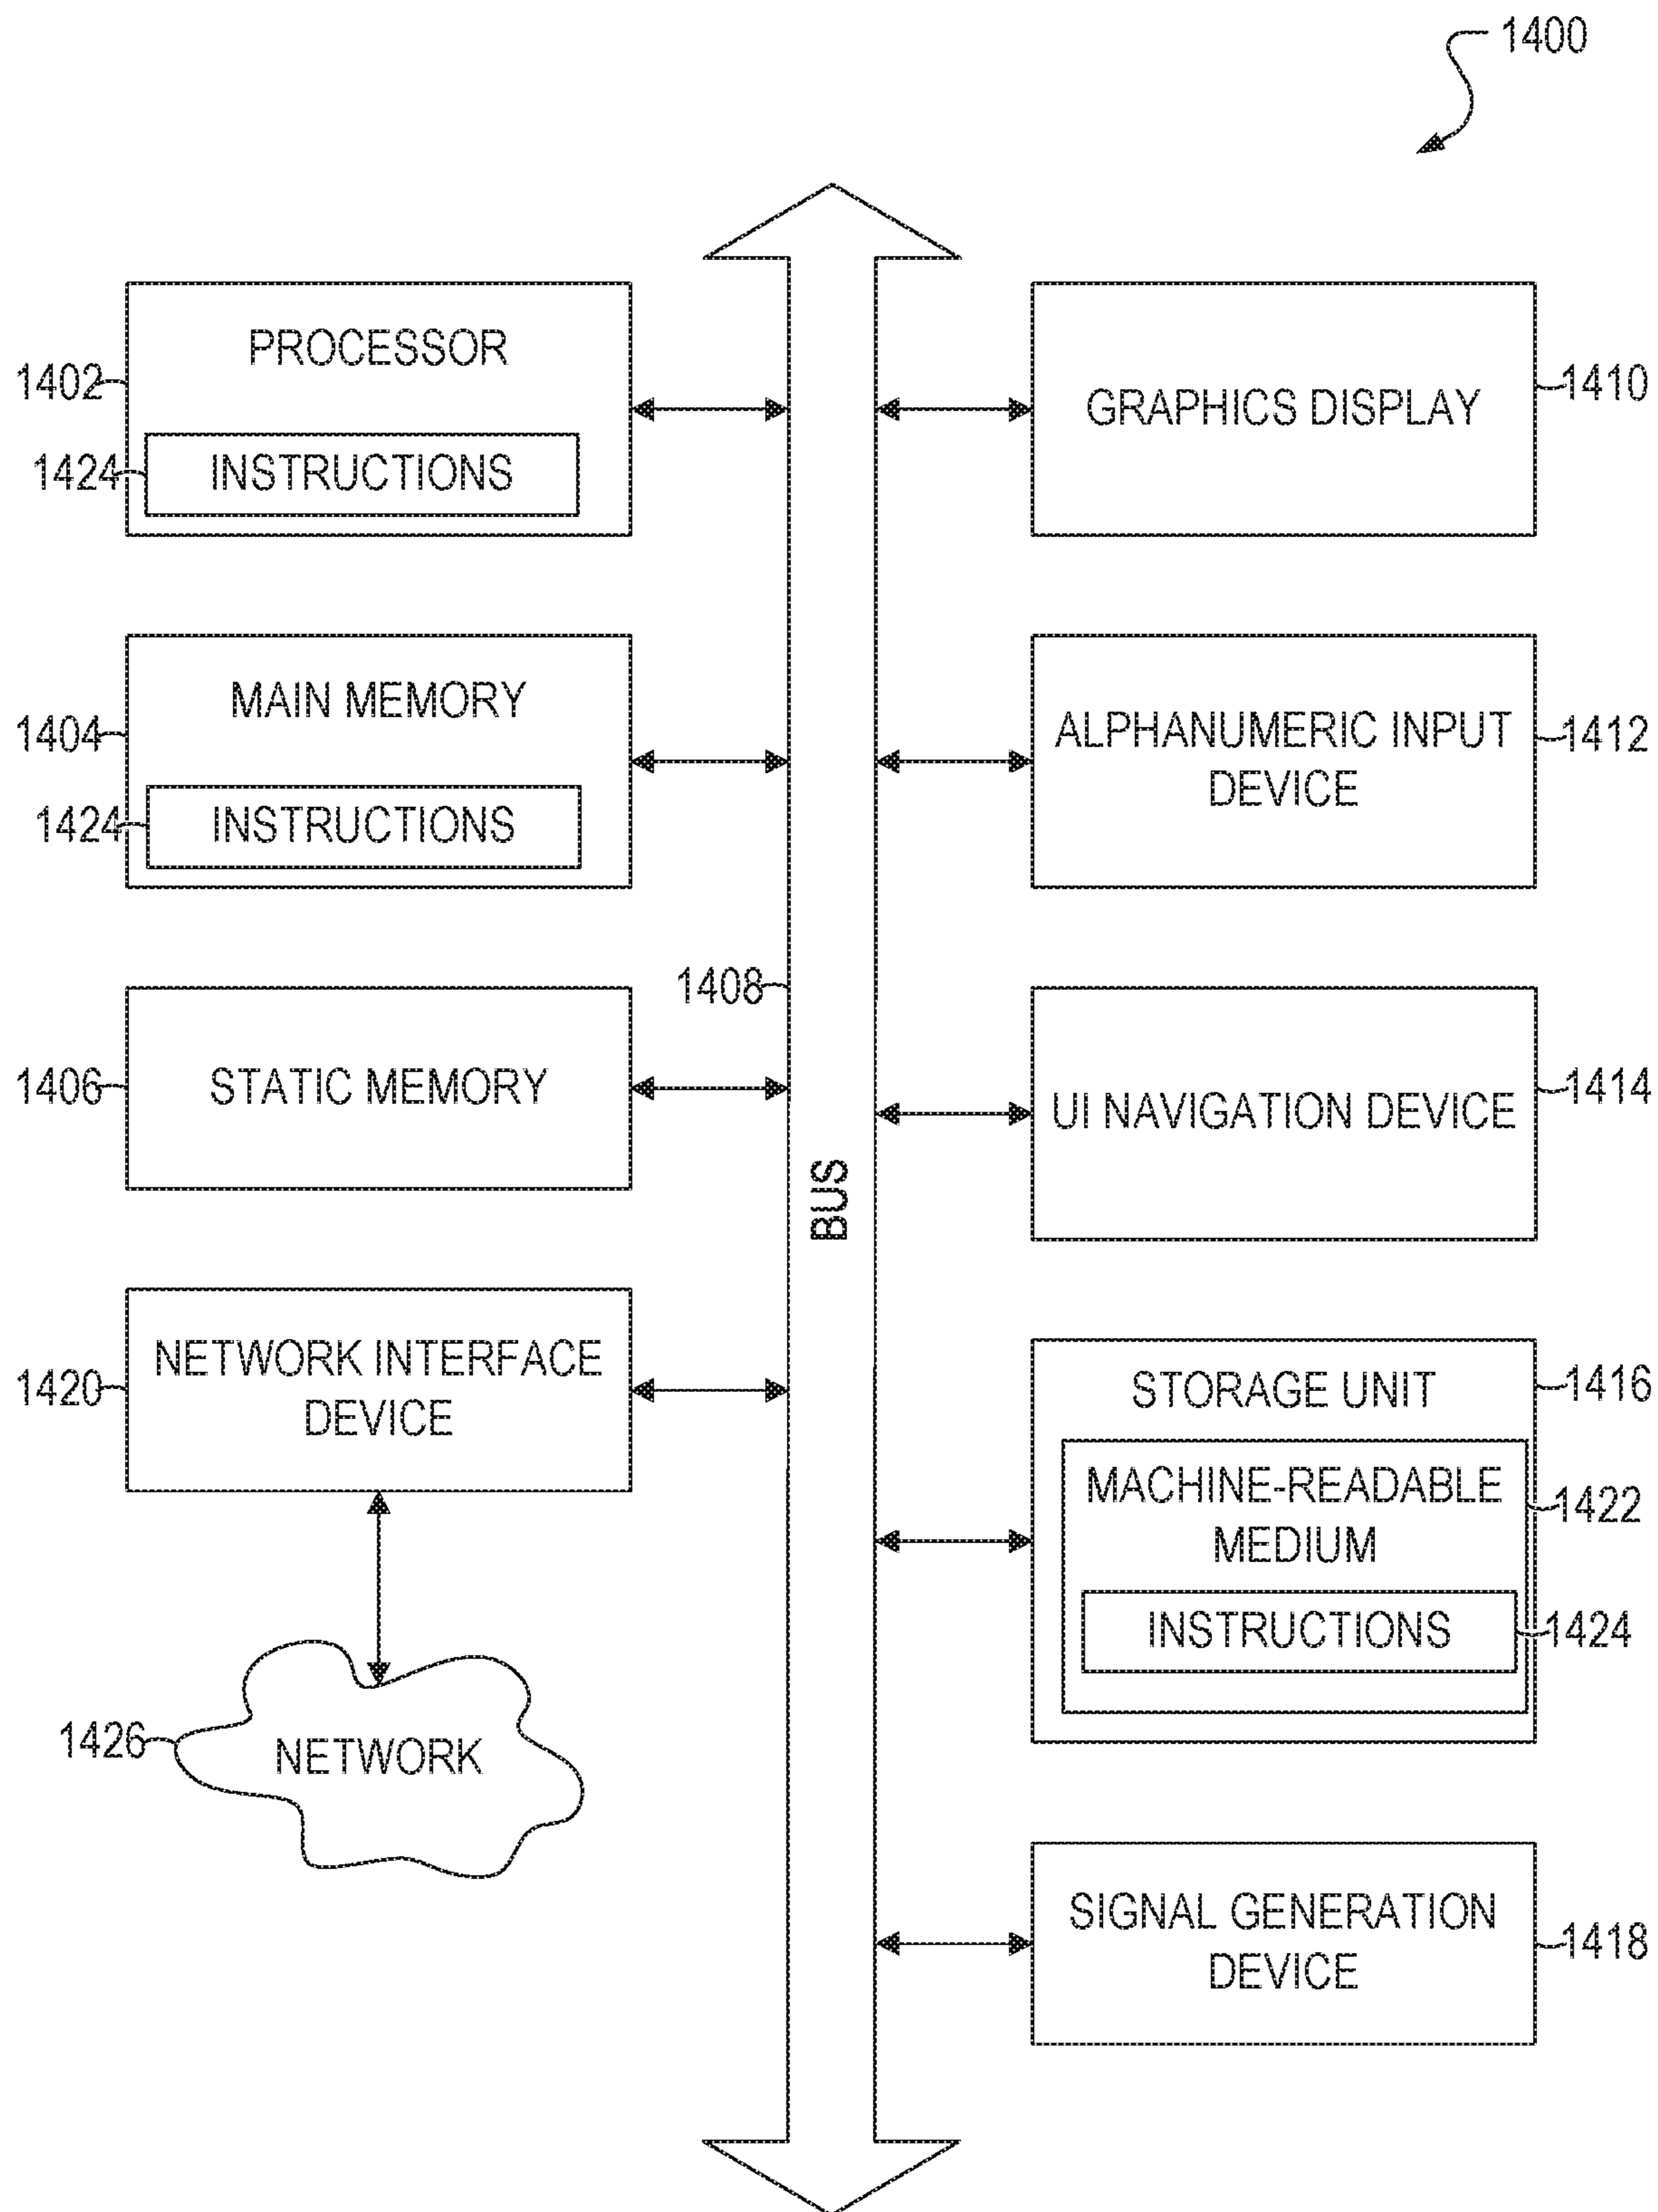 1400
PROCESSOR
1402
1424
INSTRUCTIONS
MAIN MEMORY
1404
1424
INSTRUCTIONS
1408
1406
STATIC MEMORY
BUS
NETWORK INTERFACE
DEVICE
1420
1426
NETWORK
GRAPHICS DISPLAY
1410
ALPHANUMERIC INPUT
DEVICE
1412
UI NAVIGATION DEVICE
1414
STORAGE UNIT
1416
MACHINE-READABLE
MEDIUM
1422
INSTRUCTIONS
1424
SIGNAL GENERATION
DEVICE
1418